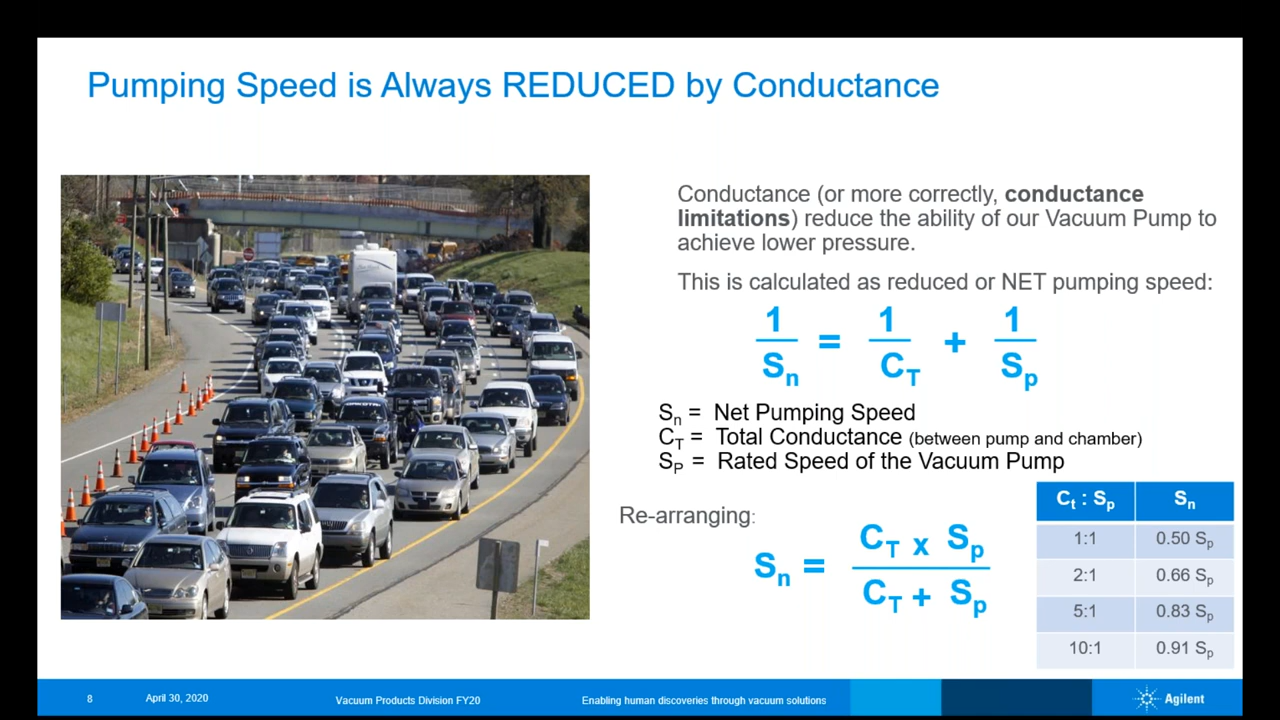 Pumping Speed is Always REDUCED by Conductance
Conductance (or more correctly, conductance
limitations) reduce the ability of our Vacuum Pump to
achieve lower pressure.
This is calculated as reduced or NET pumping speed:
1/Sn = 1/CT + 1/Sp
Sn = Net Pumping Speed
CT = Total Conductance (between pump and chamber)
SP = Rated Speed of the Vacuum Pump
Re-arranging:
Sn = CT x Sp / CT + Sp
Ct : Sp Sn
1:1 0.50 Sp
2:1 0.66 Sp
5:1 0.83 Sp
10:1 0.91 Sp
8 April 30, 2020 Vacuum Products Division FY20 Enabling human discoveries through vacuum solutions Agilent